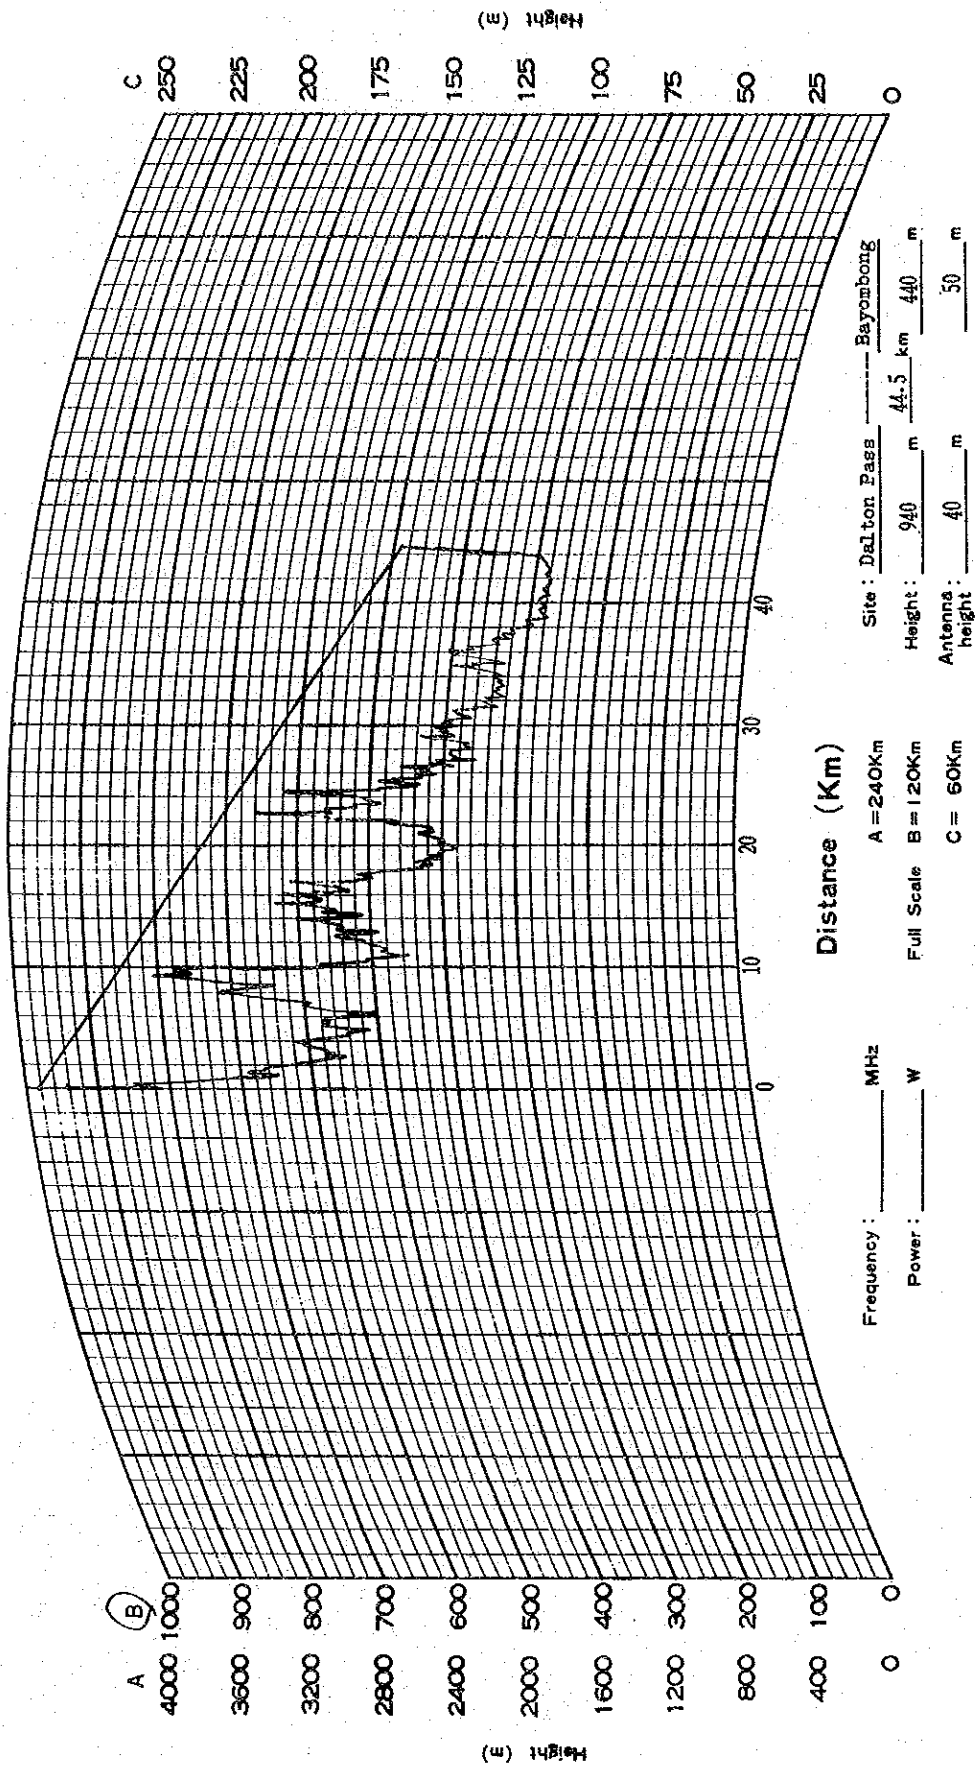 Height (m)
C
250
225
200
175
150
125
100
75
50
25
0
A
4000
3600
3200
2800
2400
2000
1600
1200
800
400
0
B
1000
900
800
700
600
500
400
300
200
100
0
Height (m)
0 10 20 30 40
Distance (Km)
Frequency : MHz
Power : W
Full Scale
A = 240Km
B = 120Km
C = 60Km
Site : Dalton Pass ------ Bayombong
44.5 km
Height : 940 m 440 m
Antenna height : 40 m 50 m